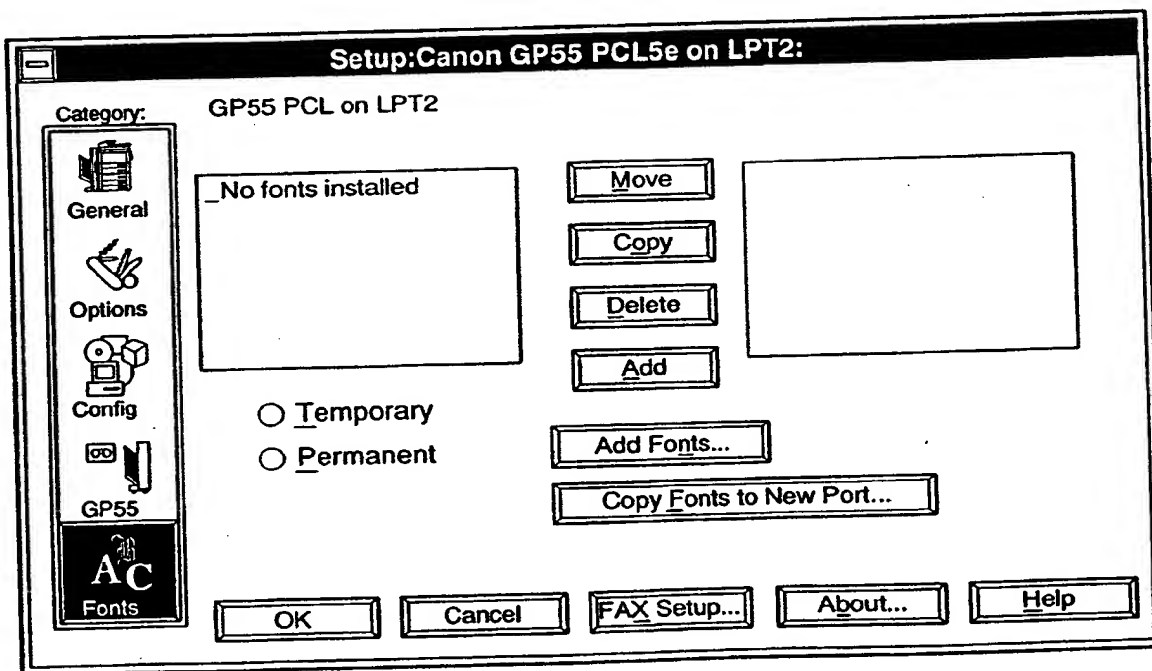 Setup:Canon GP55 PCL5e on LPT2:
Category:
GP55 PCL on LPT2
General
Options
Config
GP55
ABC
Fonts
_No fonts installed
Move
Copy
Delete
Add
Temporary
Permanent
Add Fonts...
Copy Fonts to New Port...
OK
Cancel
FAX Setup...
About...
Help